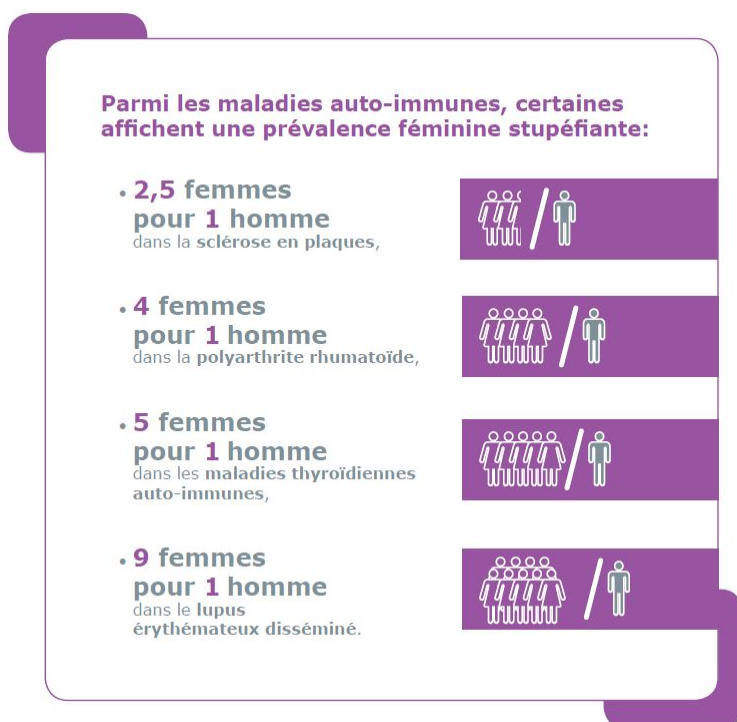 Parmi les maladies auto-immunes, certaines
affichent une prévalence féminine stupéfiante:
• 2,5 femmes
pour 1 homme
dans la sclérose en plaques,
• 4 femmes
pour 1 homme
dans la polyarthrite rhumatoïde,
• 5 femmes
pour 1 homme
dans les maladies thyroïdiennes
auto-immunes,
• 9 femmes
pour 1 homme
dans le lupus
érythémateux disséminé.